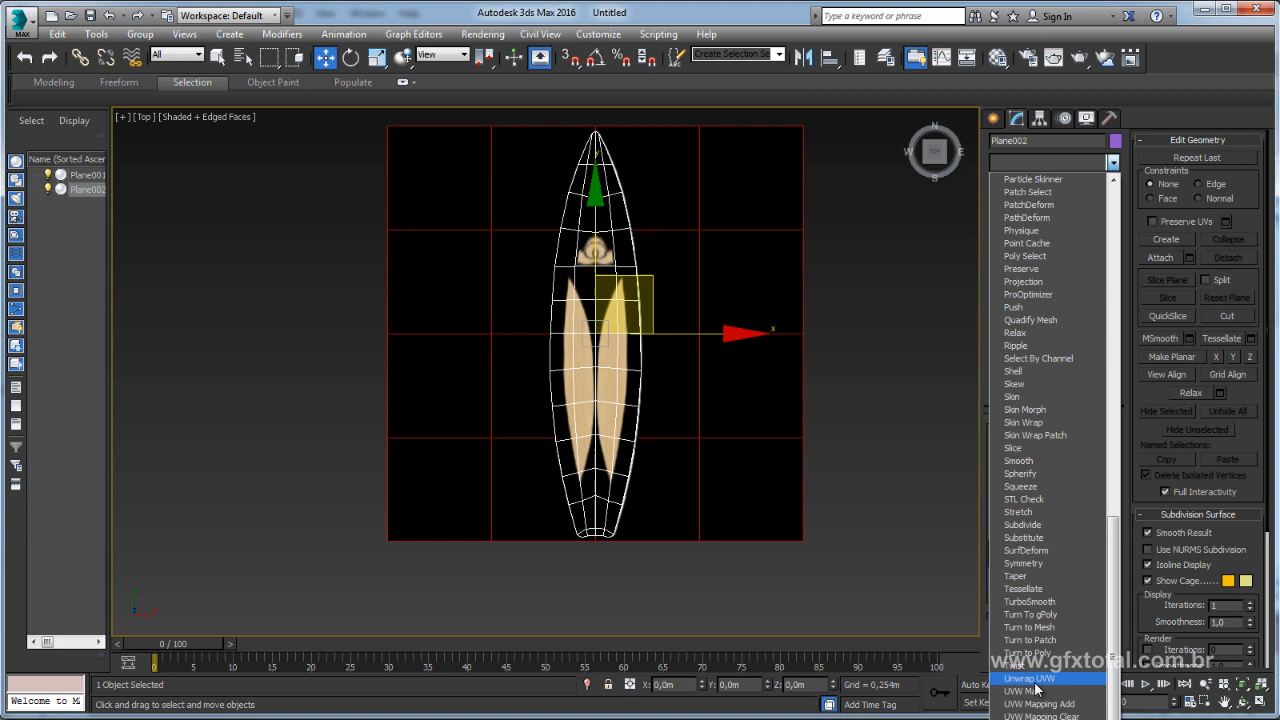 Workspace: Default
Autodesk 3ds Max 2016 Untitled
Type a keyword or phrase
Sign In
MAX
Edit Tools Group Views Create Modifiers Animation Graph Editors Rendering Civil View Customize Scripting Help
All
View
Create Selection Se
Modeling Freeform Selection Object Paint Populate
Select Display
Name (Sorted Ascen
Plane001
Plane002
[+] [Top] [Shaded + Edged Faces]
N
W TOP E
S
y
x
Plane002
Particle Skinner
Patch Select
PatchDeform
PathDeform
Physique
Point Cache
Poly Select
Preserve
Projection
ProOptimizer
Push
Quadify Mesh
Relax
Ripple
Select By Channel
Shell
Skew
Skin
Skin Morph
Skin Wrap
Skin Wrap Patch
Slice
Smooth
Spherify
Squeeze
STL Check
Stretch
Subdivide
Substitute
SurfDeform
Symmetry
Taper
Tessellate
TurboSmooth
Turn To gPoly
Turn to Mesh
Turn to Patch
Turn to Poly
Unwrap UVW
UVW Mapping Add
UVW Mapping Clear
Edit Geometry
Repeat Last
Constraints
None Edge
Face Normal
Preserve UVs
Create Collapse
Attach Detach
Slice Plane Split
Slice Reset Plane
QuickSlice Cut
MSmooth Tessellate
Make Planar X Y Z
View Align Grid Align
Relax
Hide Selected Unhide All
Hide Unselected
Named Selections:
Copy Paste
Delete Isolated Vertices
Full Interactivity
Subdivision Surface
Smooth Result
Use NURMS Subdivision
Isoline Display
Show Cage......
Display
Iterations: 1
Smoothness: 1,0
Render
Iterations: 0
www.gfxtotal.com.br
0 / 100
0 5 10 15 20 25 30 35 40 45 50 55 60 65 70 75 80 85 90 95 100
1 Object Selected
X: 0,0m Y: 0,0m Z: 0,0m
Grid = 0,254m
Welcome to MA
Click and drag to select and move objects
Add Time Tag